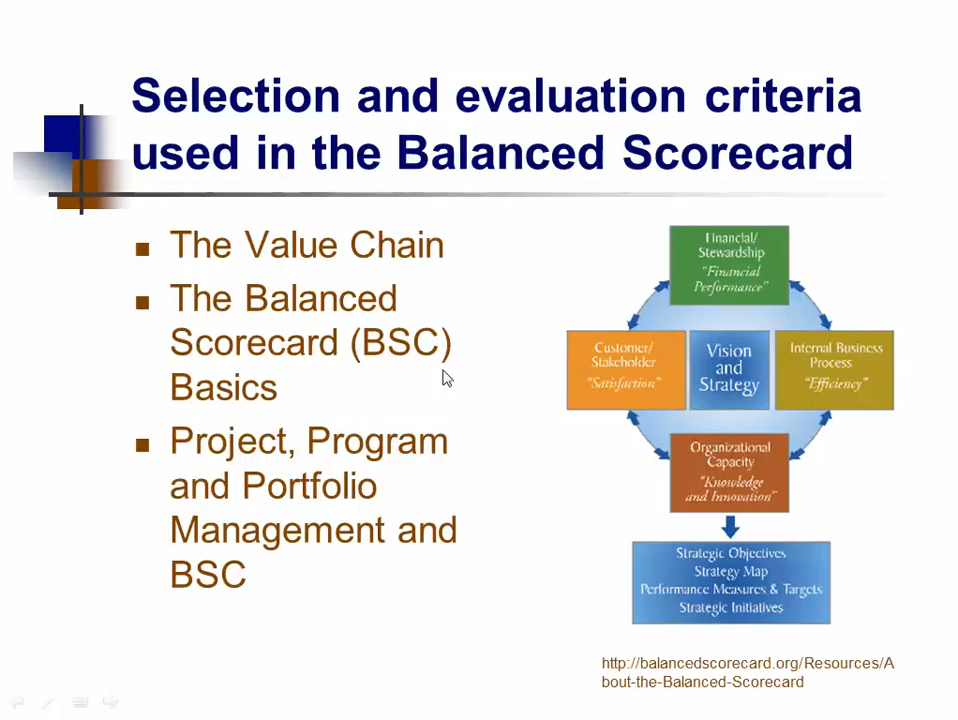 Selection and evaluation criteria
used in the Balanced Scorecard
The Value Chain
The Balanced
Scorecard (BSC)
Basics
Project, Program
and Portfolio
Management and
BSC
Financial/
Stewardship
"Financial
Performance"
Customer/
Stakeholder
"Satisfaction"
Vision
and
Strategy
Internal Business
Process
"Efficiency"
Organizational
Capacity
"Knowledge
and Innovation"
Strategic Objectives
Strategy Map
Performance Measures & Targets
Strategic Initiatives
http://balancedscorecard.org/Resources/A
bout-the-Balanced-Scorecard